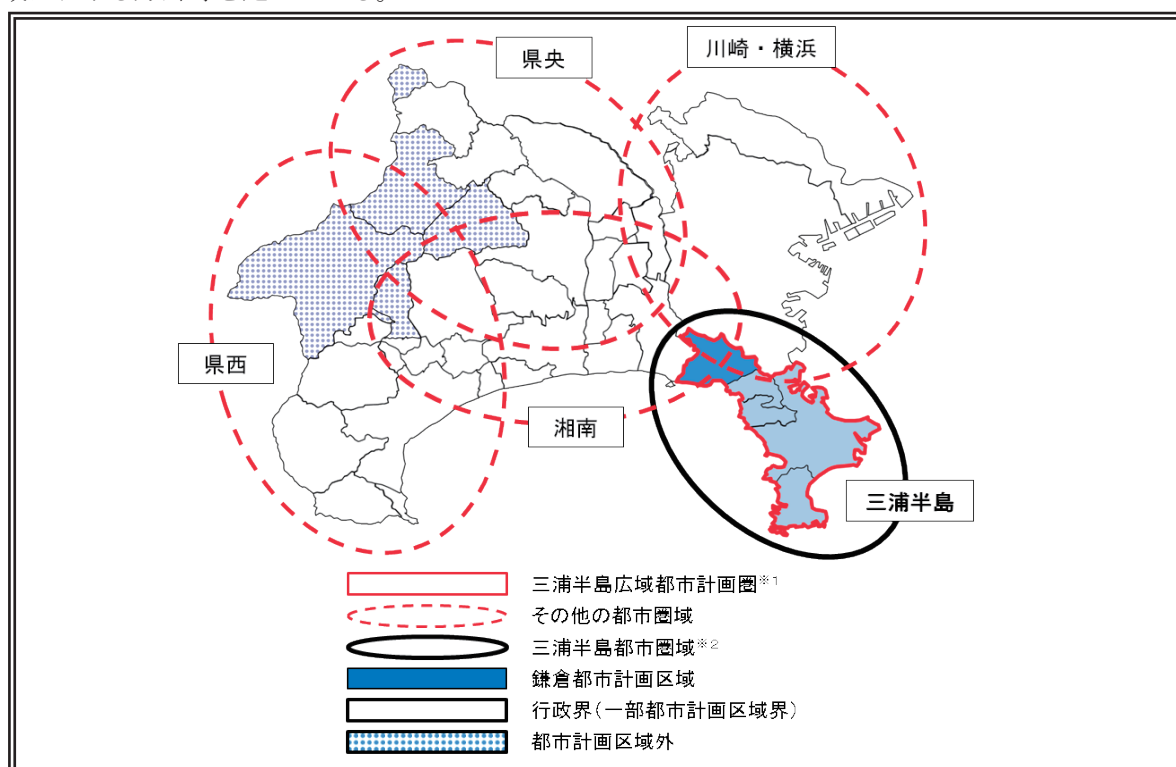 県央
川崎・横浜
県西
湘南
三浦半島
三浦半島広域都市計画圏※1
その他の都市圏域
三浦半島都市圏域※2
鎌倉都市計画区域
行政界(一部都市計画区域界)
都市計画区域外